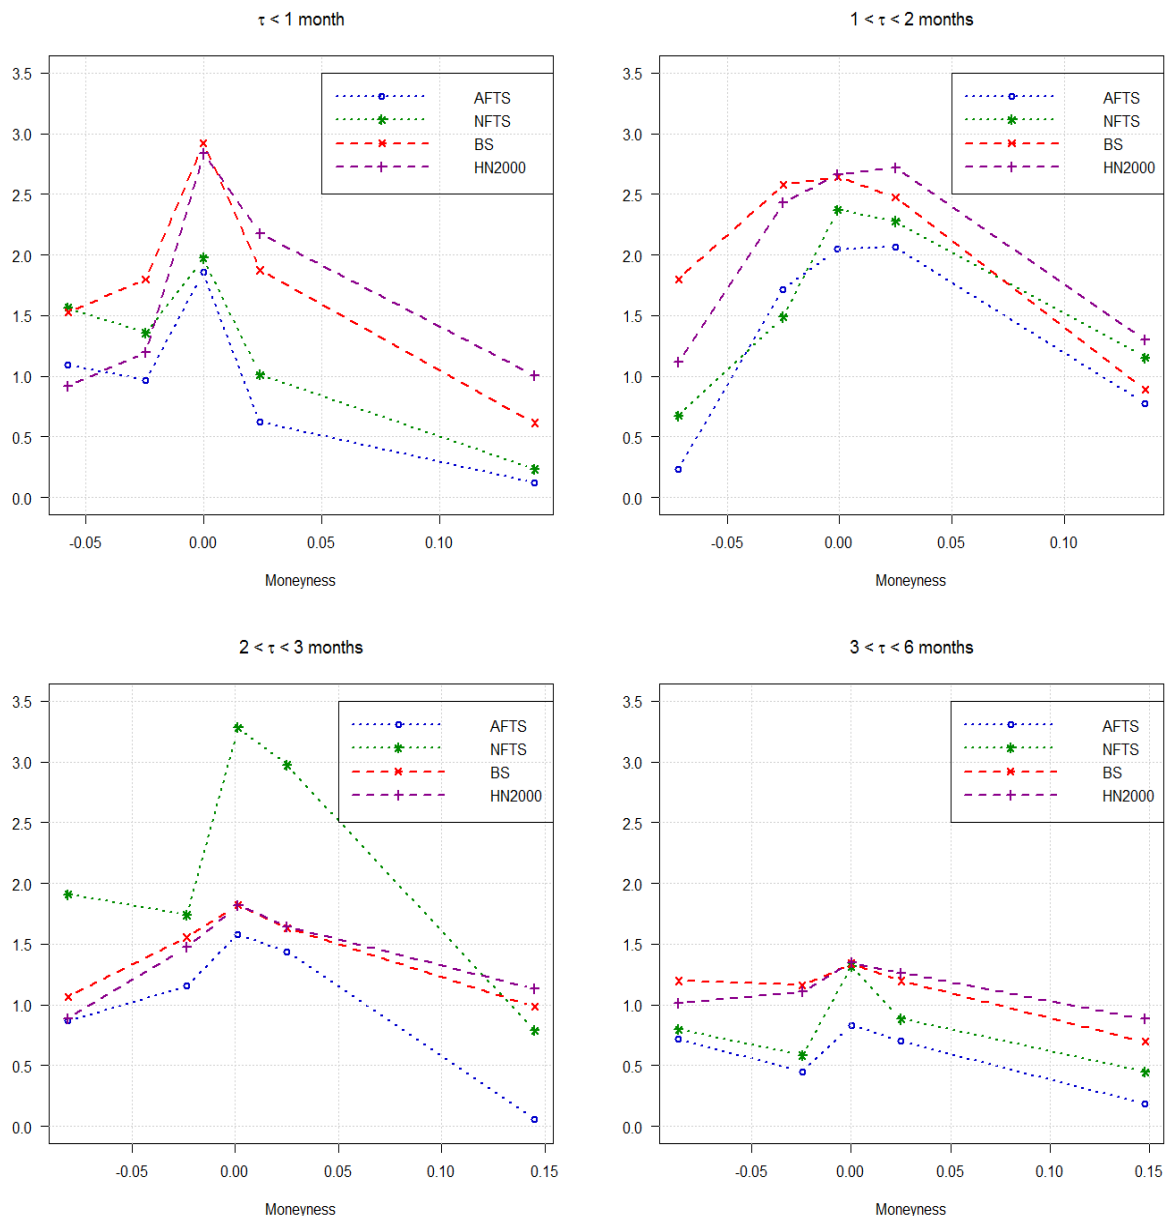 τ < 1 month
3.5
3.0
2.5
2.0
1.5
1.0
0.5
0.0
AFTS
NFTS
BS
HN2000
-0.05 0.00 0.05 0.10
Moneyness
1 < τ < 2 months
3.5
3.0
2.5
2.0
1.5
1.0
0.5
0.0
AFTS
NFTS
BS
HN2000
-0.05 0.00 0.05 0.10
Moneyness
2 < τ < 3 months
3.5
3.0
2.5
2.0
1.5
1.0
0.5
0.0
AFTS
NFTS
BS
HN2000
-0.05 0.00 0.05 0.10 0.15
Moneyness
3 < τ < 6 months
3.5
3.0
2.5
2.0
1.5
1.0
0.5
0.0
AFTS
NFTS
BS
HN2000
-0.05 0.00 0.05 0.10 0.15
Moneyness